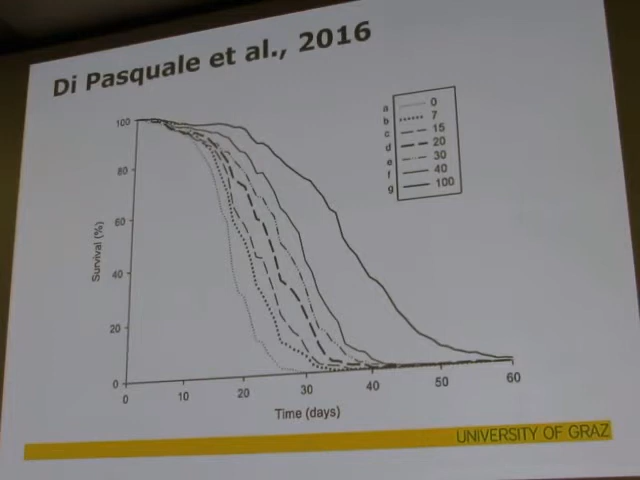 Di Pasquale et al., 2016
a 0
b 7
c 15
d 20
e 30
f 40
g 100
100
80
60
40
20
0
Survival (%)
0 10 20 30 40 50 60
Time (days)
UNIVERSITY OF GRAZ